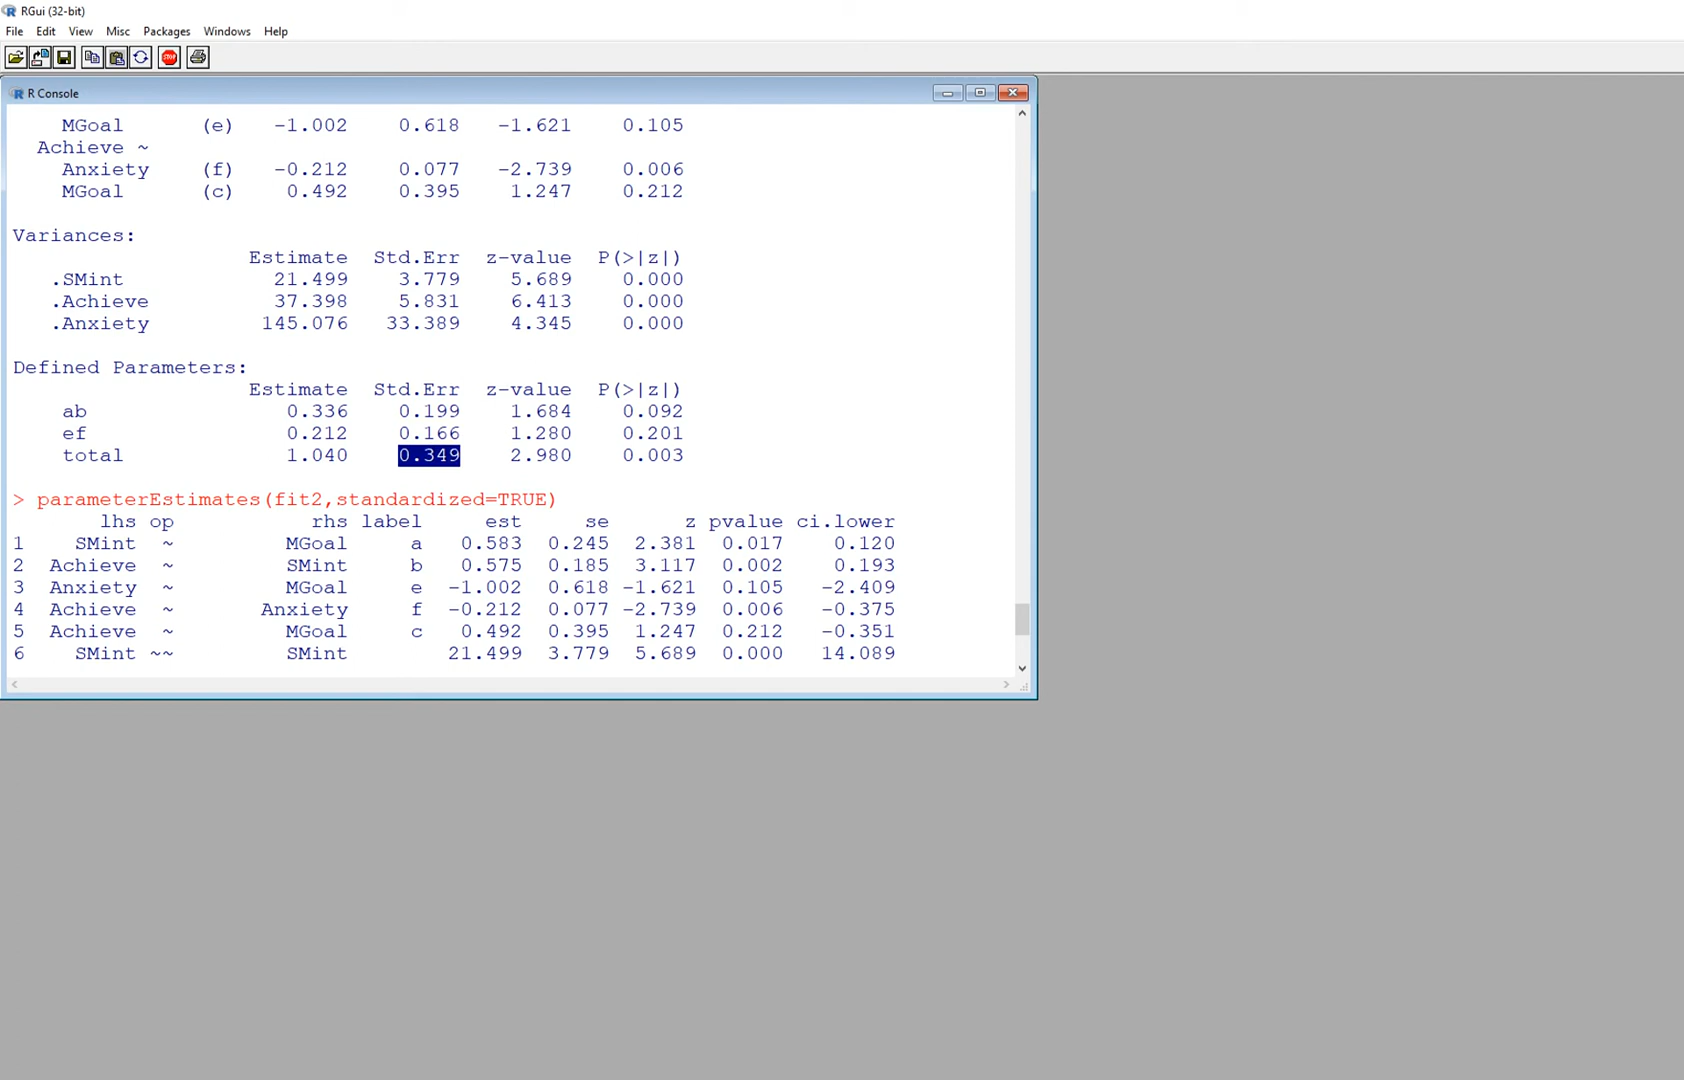 RGui (32-bit)
File Edit View Misc Packages Windows Help
STOP
R Console
MGoal (e) -1.002 0.618 -1.621 0.105
Achieve ~
Anxiety (f) -0.212 0.077 -2.739 0.006
MGoal (c) 0.492 0.395 1.247 0.212
Variances:
Estimate Std.Err z-value P(>|z|)
.SMint 21.499 3.779 5.689 0.000
.Achieve 37.398 5.831 6.413 0.000
.Anxiety 145.076 33.389 4.345 0.000
Defined Parameters:
Estimate Std.Err z-value P(>|z|)
ab 0.336 0.199 1.684 0.092
ef 0.212 0.166 1.280 0.201
total 1.040 0.349 2.980 0.003
> parameterEstimates(fit2,standardized=TRUE)
lhs op rhs label est se z pvalue ci.lower
1 SMint ~ MGoal a 0.583 0.245 2.381 0.017 0.120
2 Achieve ~ SMint b 0.575 0.185 3.117 0.002 0.193
3 Anxiety ~ MGoal e -1.002 0.618 -1.621 0.105 -2.409
4 Achieve ~ Anxiety f -0.212 0.077 -2.739 0.006 -0.375
5 Achieve ~ MGoal c 0.492 0.395 1.247 0.212 -0.351
6 SMint ~~ SMint 21.499 3.779 5.689 0.000 14.089